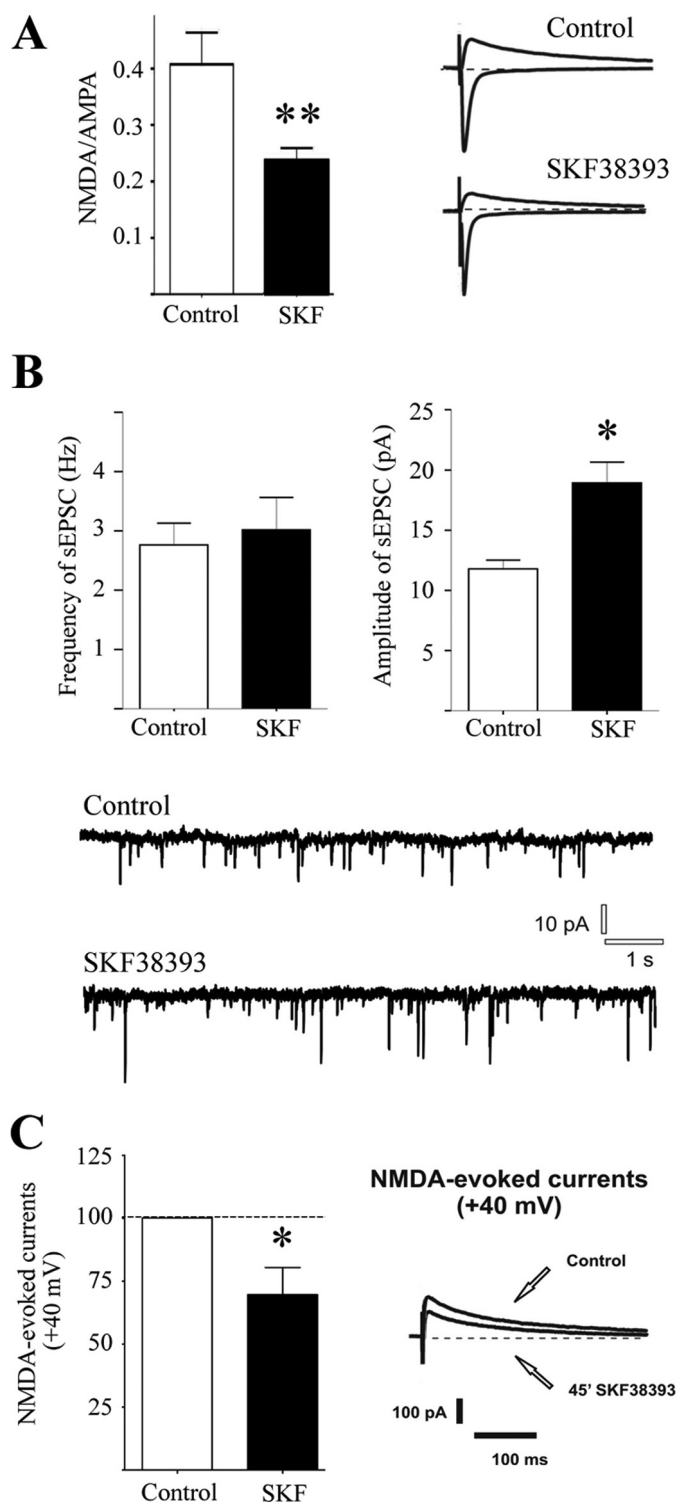 A
NMDA/AMPA
0.4
0.3
0.2
0.1
**
Control
SKF
Control
SKF38393
B
Frequency of sEPSC (Hz)
4
3
2
1
Control
SKF
Amplitude of sEPSC (pA)
25
20
15
10
5
*
Control
SKF
Control
10 pA
1 s
SKF38393
C
NMDA-evoked currents
(+40 mV)
125
100
75
50
25
*
Control
SKF
NMDA-evoked currents
(+40 mV)
Control
45' SKF38393
100 pA
100 ms